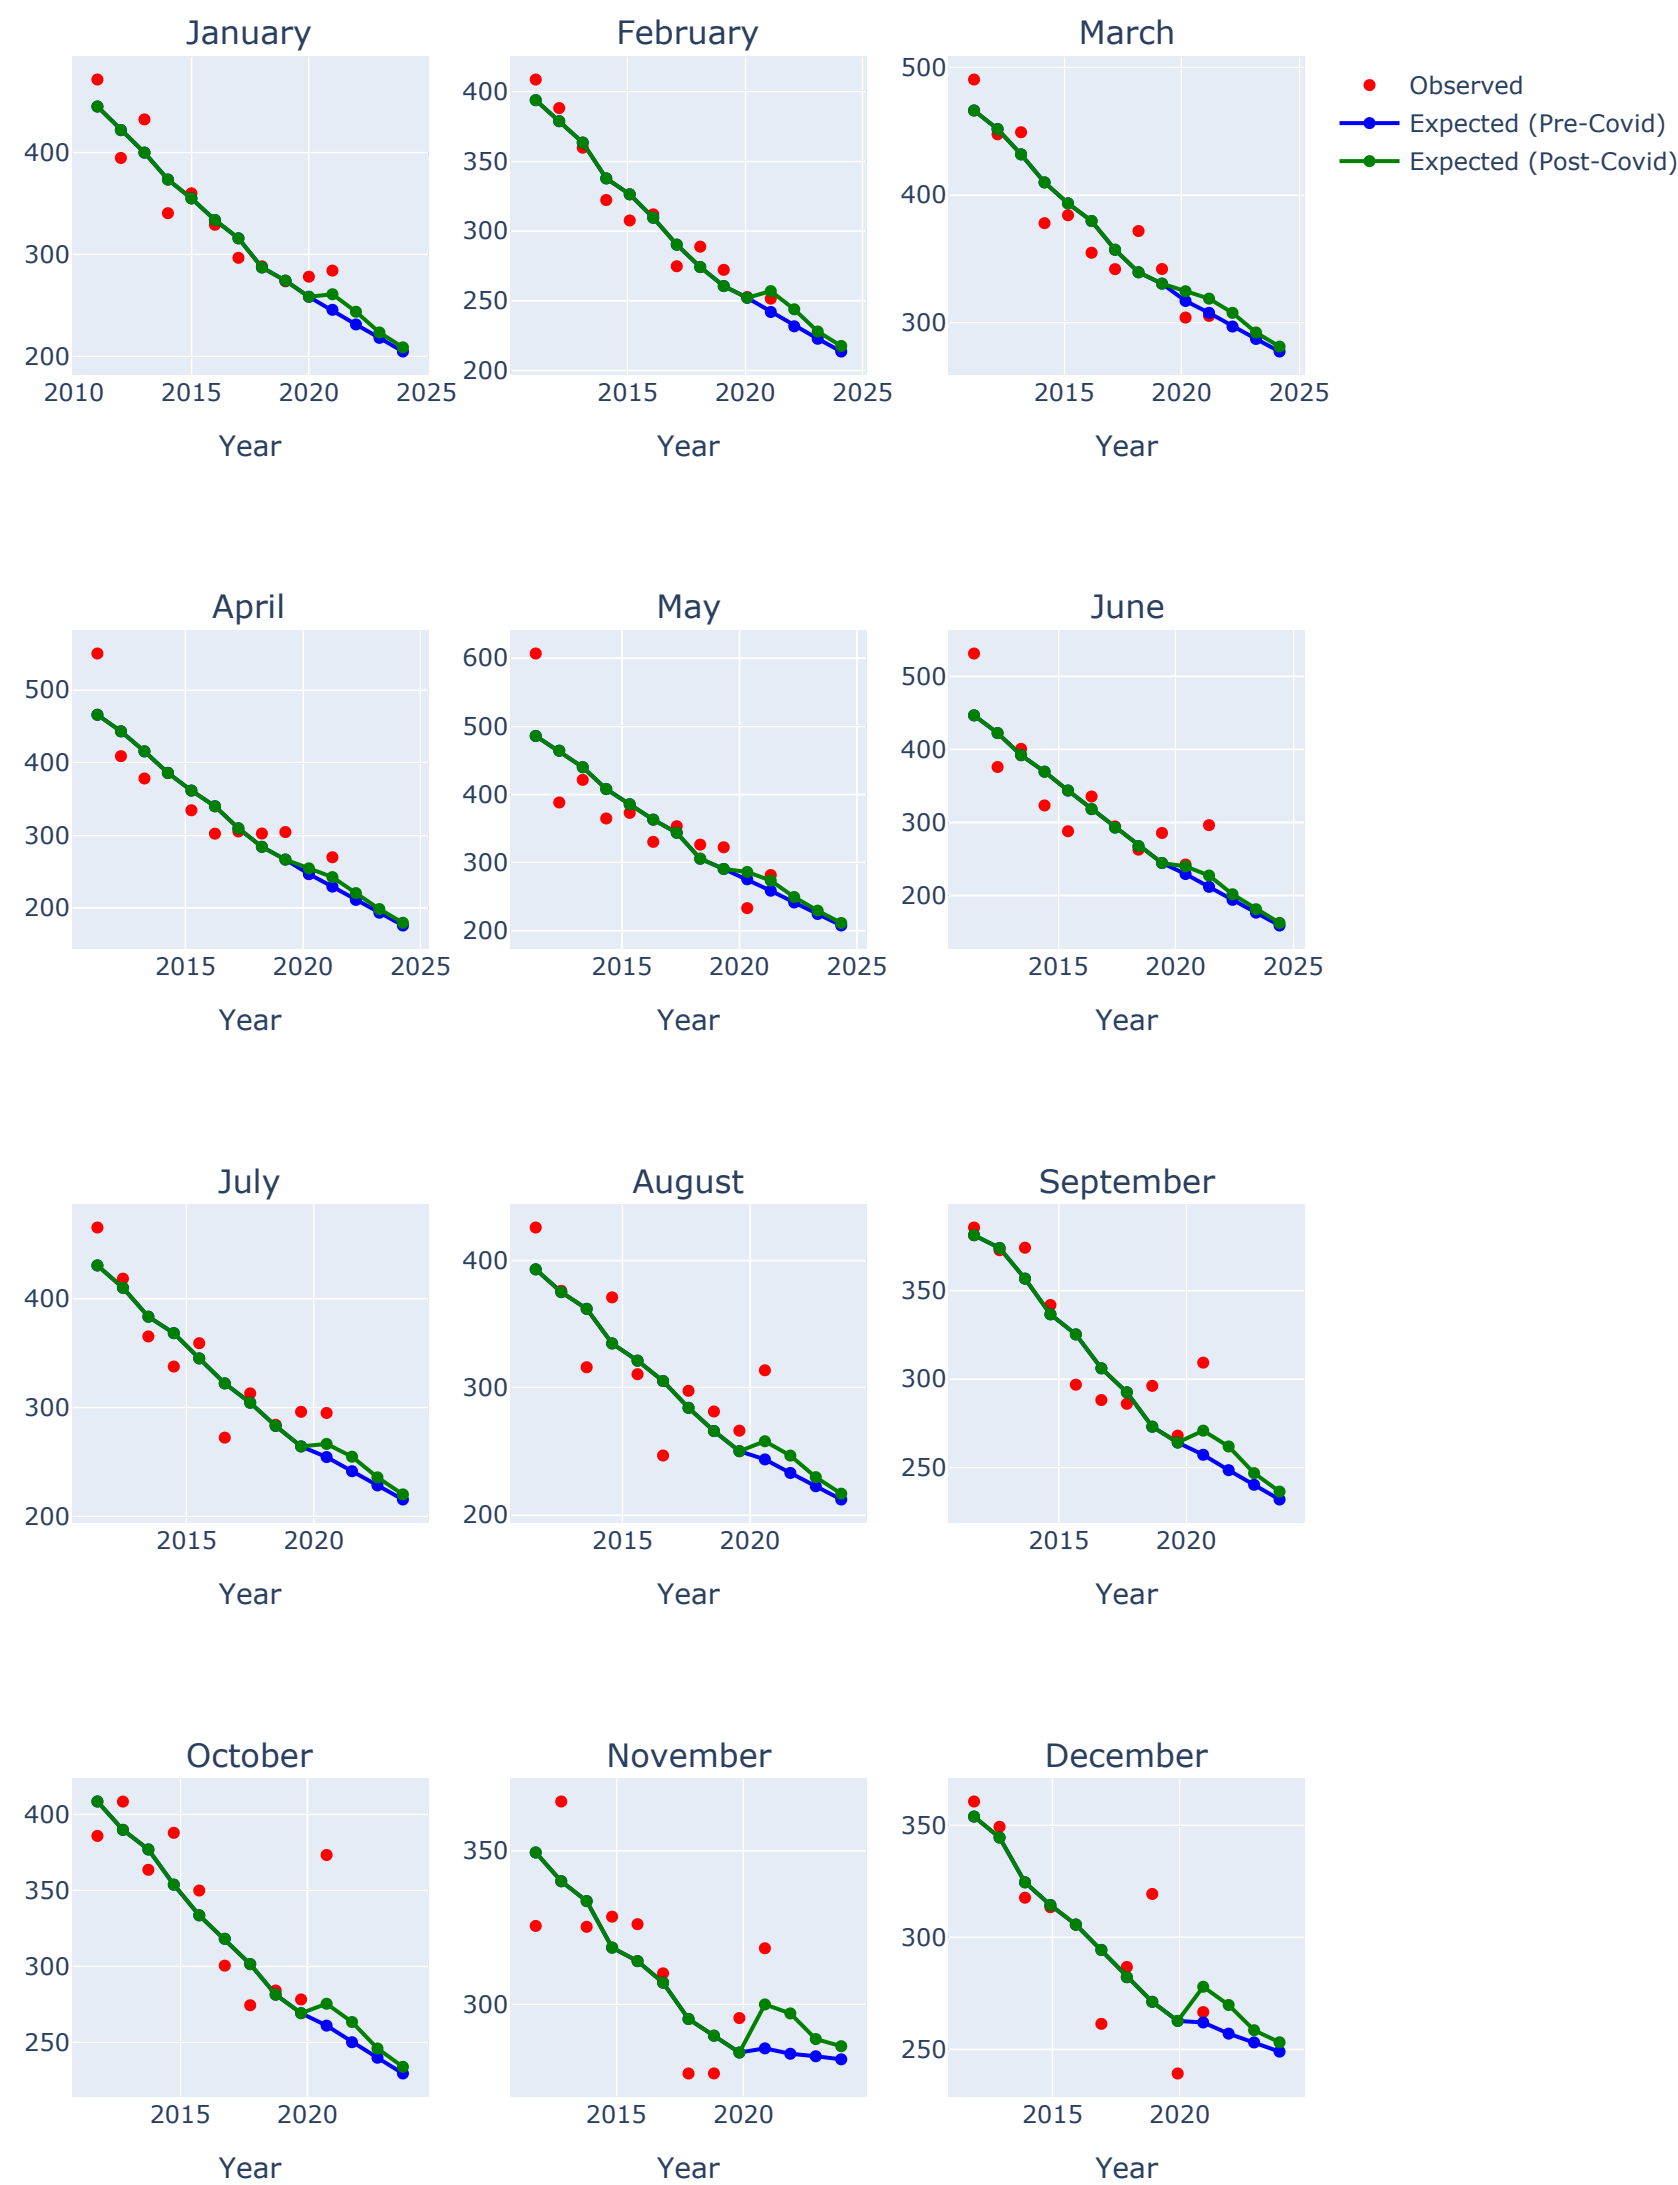 January
February
March
400
300
200
2010 2015 2020 2025
Year
400
350
300
250
200
2015 2020 2025
Year
500
400
300
2015 2020 2025
Year
Observed
Expected (Pre-Covid)
Expected (Post-Covid)
April
May
June
500
400
300
200
2015 2020 2025
Year
600
500
400
300
200
2015 2020 2025
Year
500
400
300
200
2015 2020 2025
Year
July
August
September
400
300
200
2015 2020
Year
400
300
200
2015 2020
Year
350
300
250
2015 2020
Year
October
November
December
400
350
300
250
2015 2020
Year
350
300
2015 2020
Year
350
300
250
2015 2020
Year